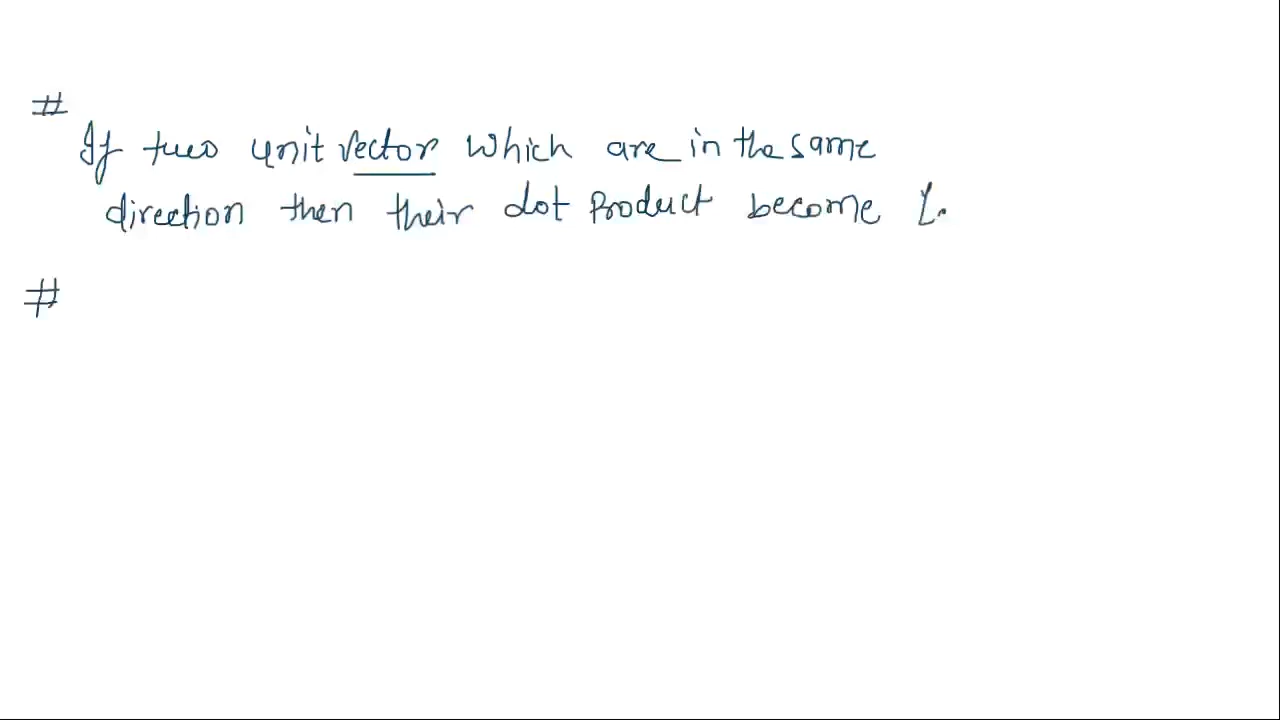 #
If two unit vector which are in the same
direction then their dot Product become 1.
#